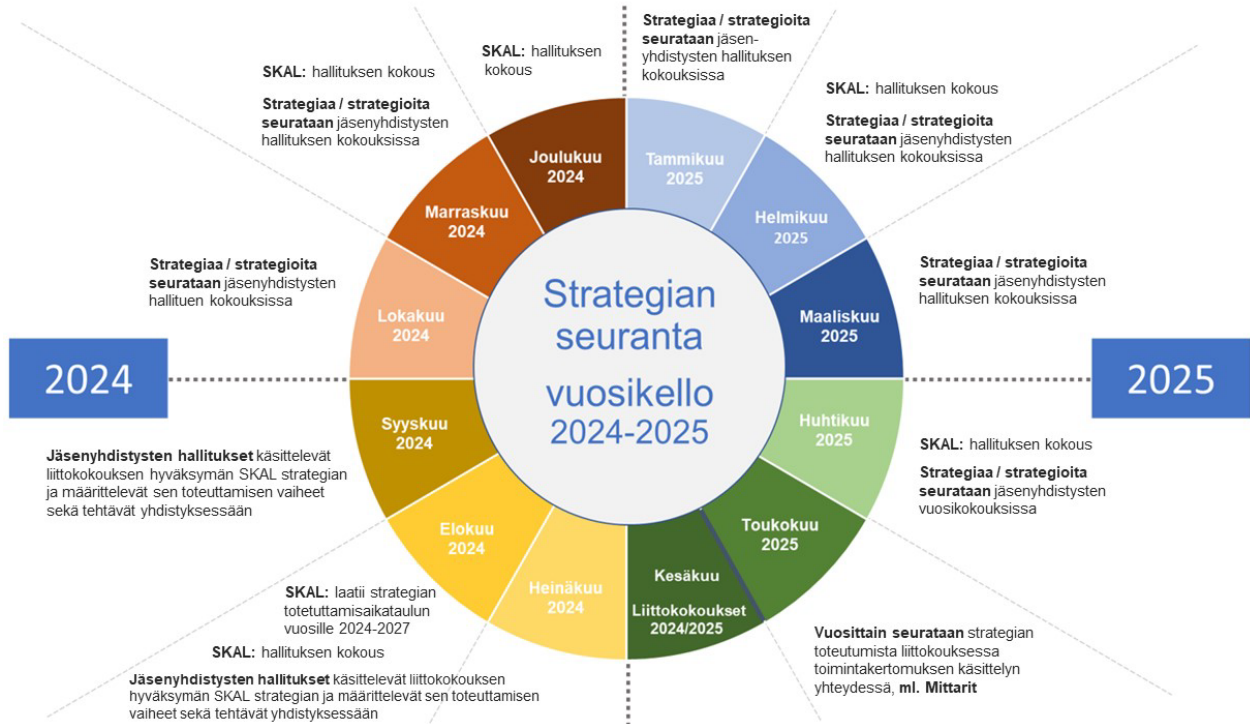 Strategiaa / strategioita
seurataan jäsen-
yhdistysten hallituksen
kokouksissa
SKAL: hallituksen
kokous
SKAL: hallituksen kokous
Strategiaa / strategioita
seurataan jäsenyhdistysten
hallituksen kokouksissa
SKAL: hallituksen kokous
Strategiaa / strategioita
seurataan jäsenyhdistysten
hallituksen kokouksissa
Joulukuu
2024
Tammikuu
2025
Marraskuu
2024
Helmikuu
2025
Strategiaa / strategioita
seurataan jäsenyhdistysten
hallituen kokouksissa
Lokakuu
2024
Strategian
seuranta
vuosikello
2024-2025
Maaliskuu
2025
Strategiaa / strategioita
seurataan jäsenyhdistysten
hallituksen kokouksissa
2024
2025
Syyskuu
2024
Huhtikuu
2025
Jäsenyhdistysten hallitukset käsittelevät
liittokokouksen hyväksymän SKAL strategian
ja määrittelevät sen toteuttamisen vaiheet
sekä tehtävät yhdistyksessään
SKAL: hallituksen kokous
Strategiaa / strategioita
seurataan jäsenyhdistysten
vuosikokouksissa
Elokuu
2024
Toukokuu
2025
Heinäkuu
2024
Kesäkuu
Liittokokoukset
2024/2025
SKAL: laatii strategian
totetuttamisaikataulun
vuosille 2024-2027
SKAL: hallituksen kokous
Jäsenyhdistysten hallitukset käsittelevät liittokokouksen
hyväksymän SKAL strategian ja määrittelevät sen toteuttamisen
vaiheet sekä tehtävät yhdistyksessään
Vuosittain seurataan strategian
toteutumista liittokouksessa
toimintakertomuksen käsittelyn
yhteydessä, ml. Mittarit